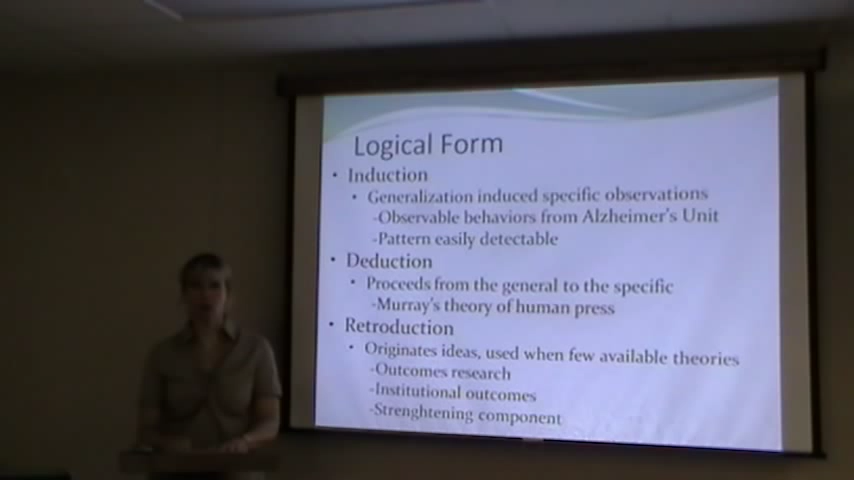 Logical Form
• Induction
• Generalization induced specific observations
-Observable behaviors from Alzheimer's Unit
-Pattern easily detectable
• Deduction
• Proceeds from the general to the specific
-Murray's theory of human press
• Retroduction
• Originates ideas, used when few available theories
-Outcomes research
-Institutional outcomes
-Strenghtening component